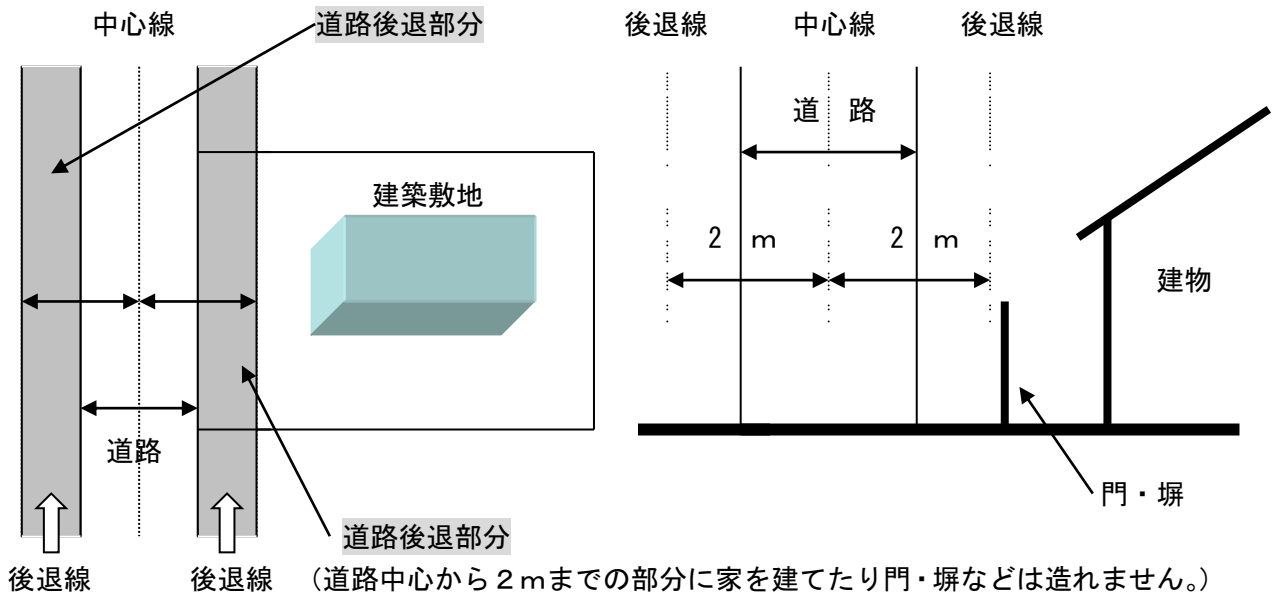 中心線
道路後退部分
建築敷地
道路
道路後退部分
後退線
後退線
(道路中心から2mまでの部分に家を建てたり門・塀などは造れません。)
後退線
中心線
後退線
道 路
2 m
2 m
建物
門・塀